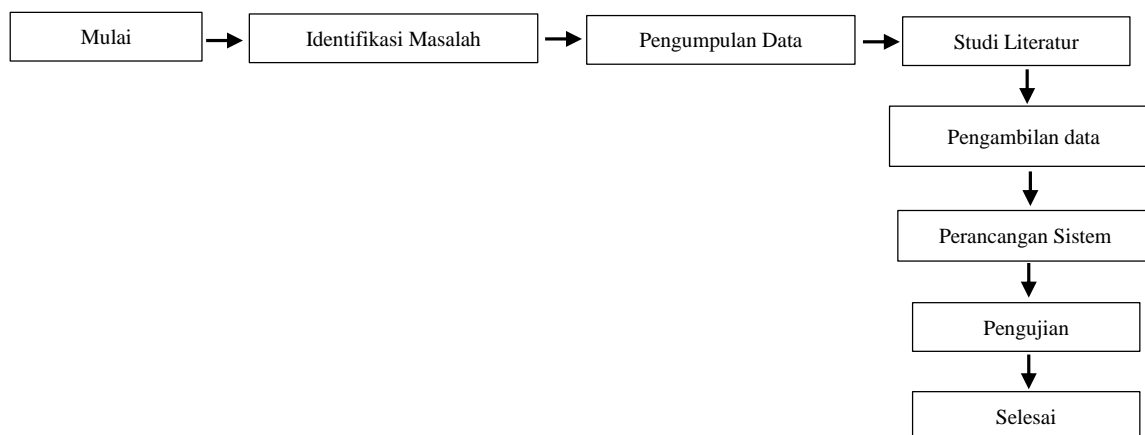 Mulai
Identifikasi Masalah
Pengumpulan Data
Studi Literatur
Pengambilan data
Perancangan Sistem
Pengujian
Selesai